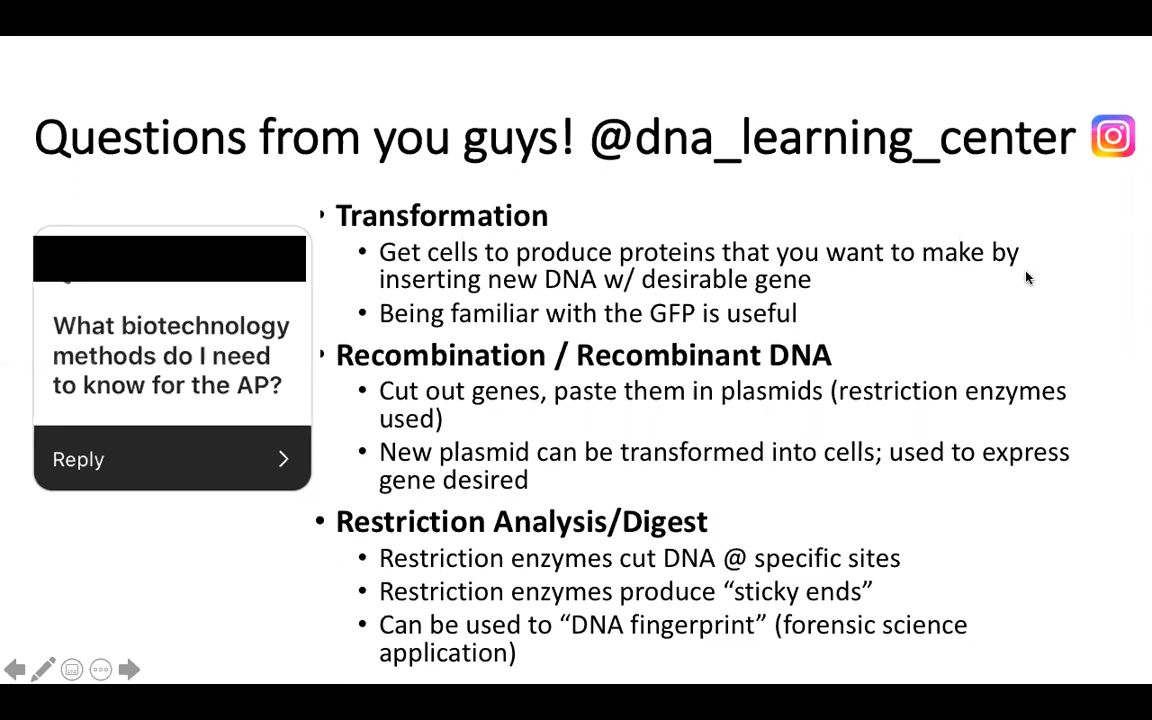 Questions from you guys! @dna_learning_center
What biotechnology
methods do I need
to know for the AP?
Reply
• Transformation
• Get cells to produce proteins that you want to make by
inserting new DNA w/ desirable gene
• Being familiar with the GFP is useful
• Recombination / Recombinant DNA
• Cut out genes, paste them in plasmids (restriction enzymes
used)
• New plasmid can be transformed into cells; used to express
gene desired
• Restriction Analysis/Digest
• Restriction enzymes cut DNA @ specific sites
• Restriction enzymes produce “sticky ends”
• Can be used to “DNA fingerprint” (forensic science
application)